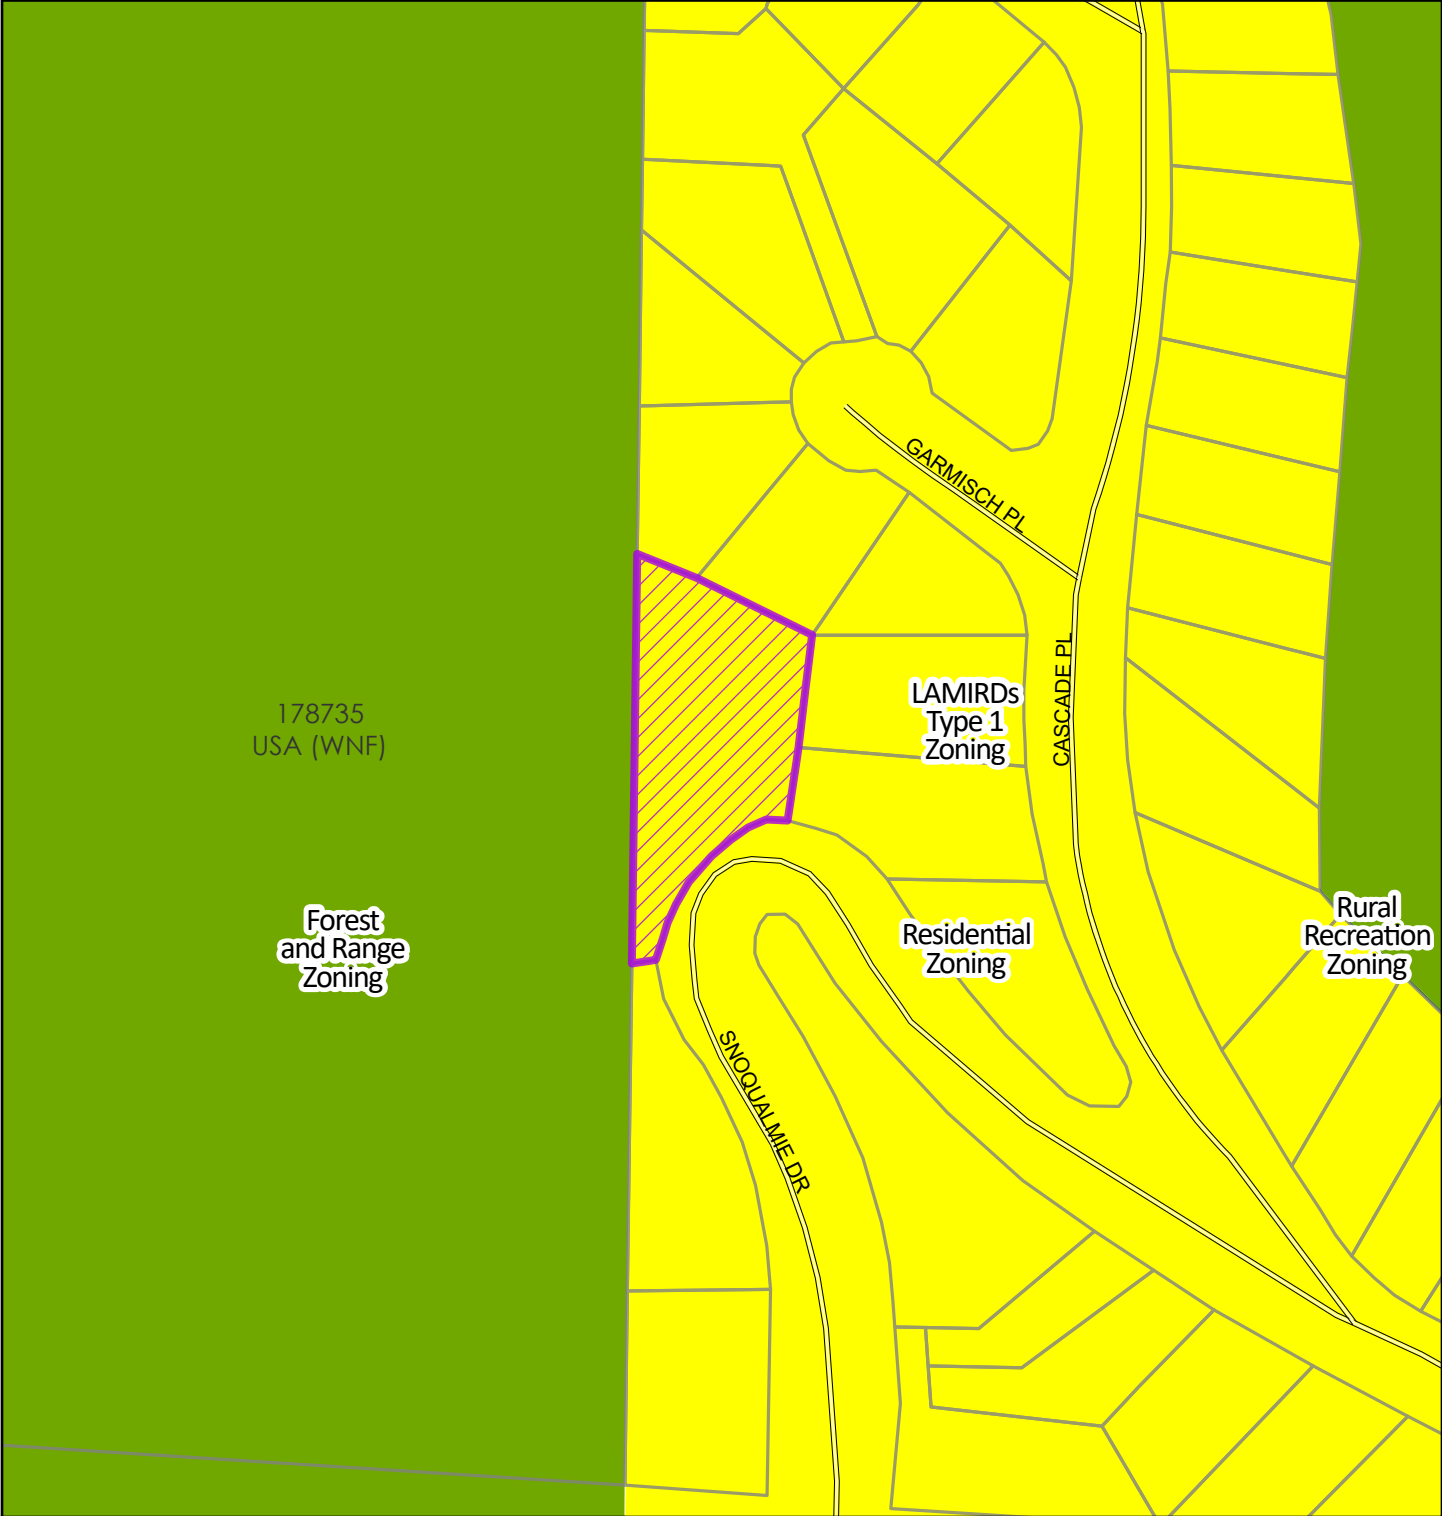 GARMISCH PL
CASCADE PL
LAMIRDs
Type 1
Zoning
178735
USA (WNF)
Forest
and Range
Zoning
Residential
Zoning
Rural
Recreation
Zoning
SNOQUALMIE DR